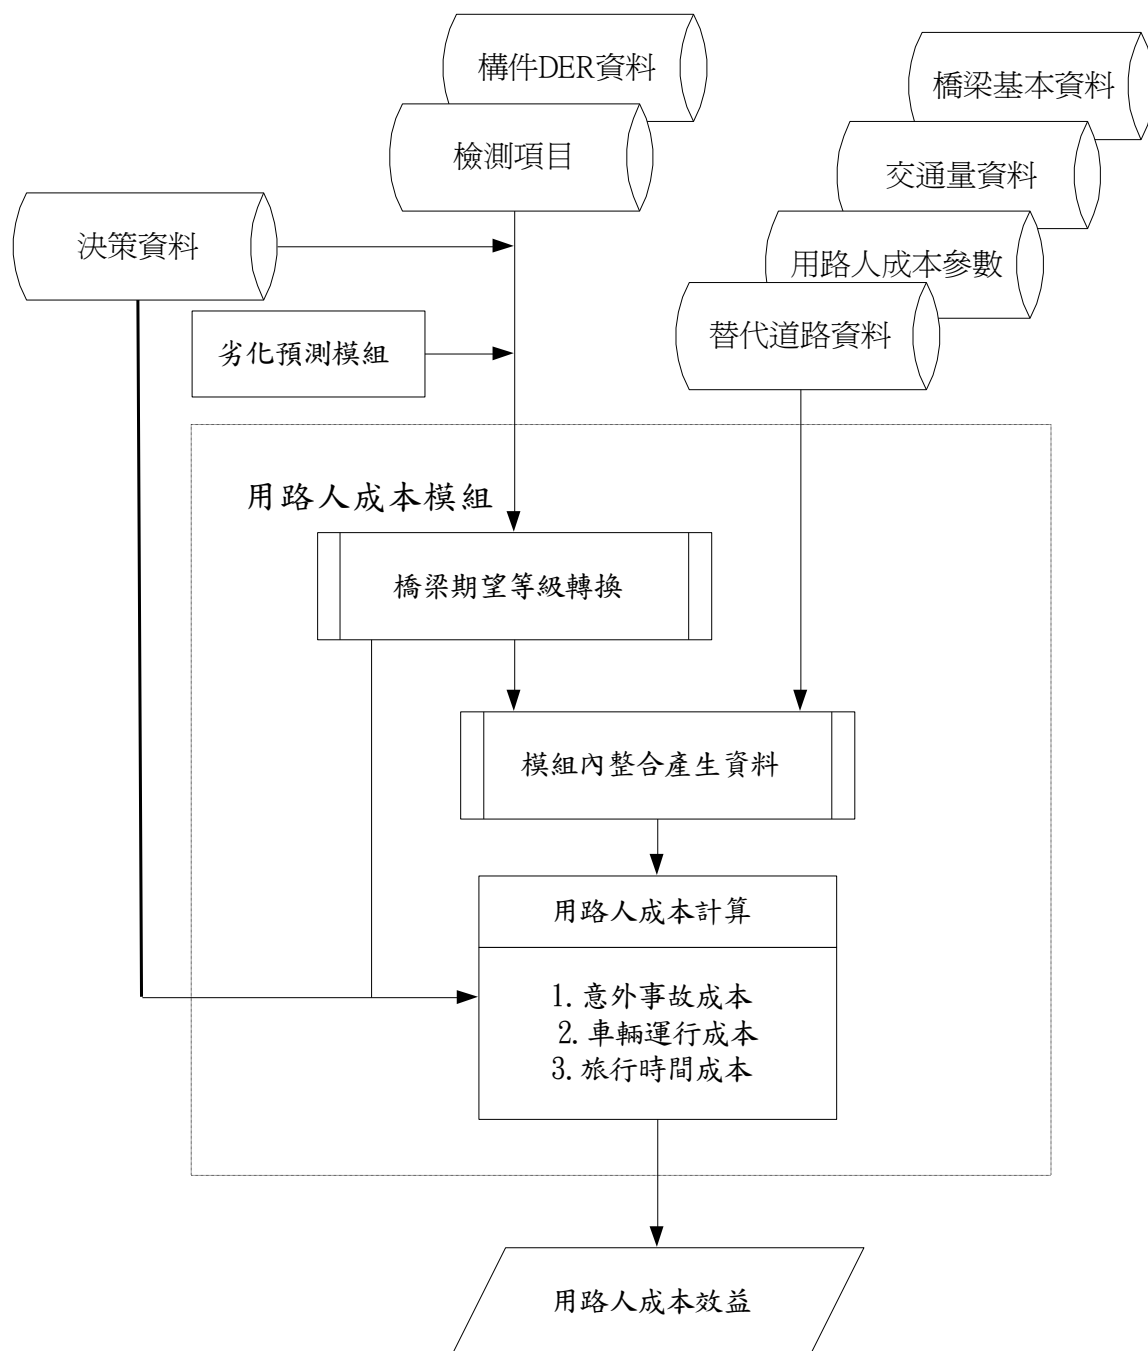 構件DER資料
橋梁基本資料
檢測項目
交通量資料
決策資料
用路人成本參數
替代道路資料
劣化預測模組
用路人成本模組
橋梁期望等級轉換
模組內整合產生資料
用路人成本計算
1. 意外事故成本
2. 車輛運行成本
3. 旅行時間成本
用路人成本效益